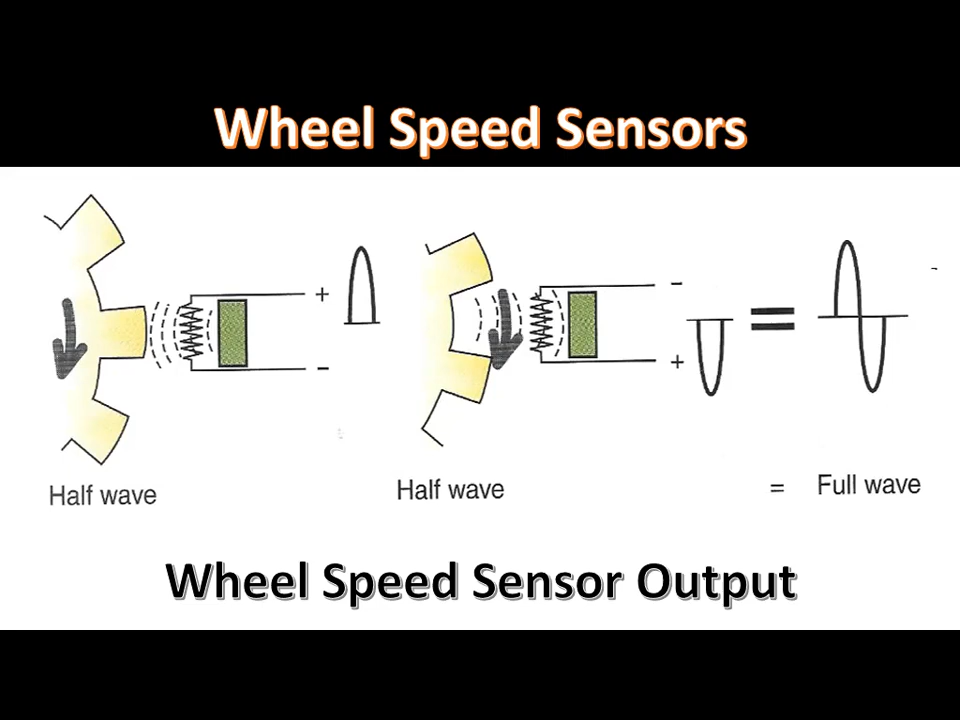 Wheel Speed Sensors
+
-
-
+
=
Half wave
Half wave
= Full wave
Wheel Speed Sensor Output